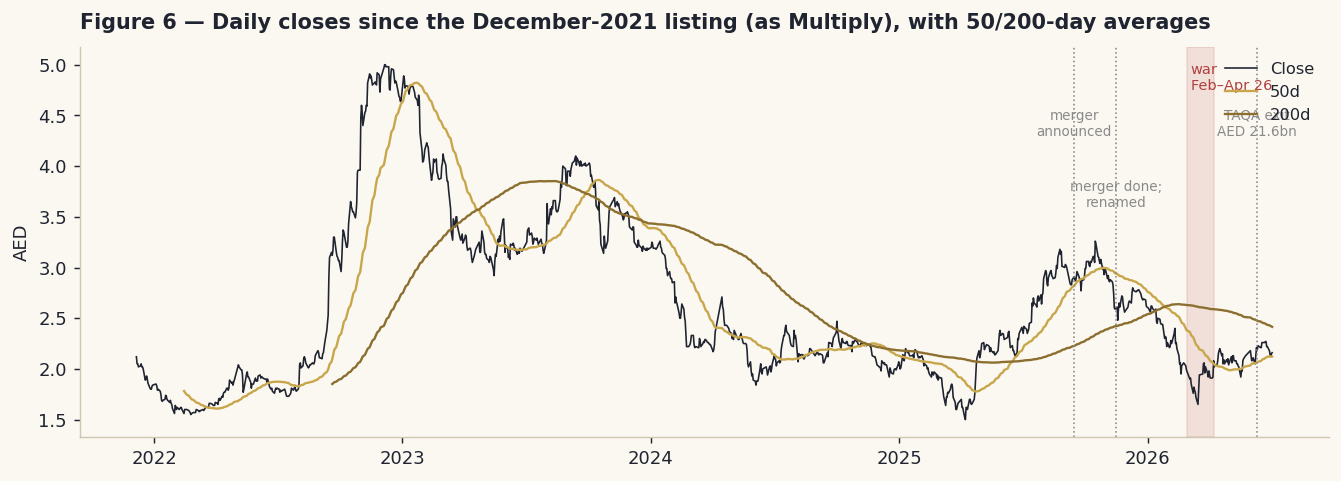 Figure 6 — Daily closes since the December-2021 listing (as Multiply), with 50/200-day averages
AED
5.0
4.5
4.0
3.5
3.0
2.5
2.0
1.5
2022
2023
2024
2025
2026
merger
announced
merger done;
renamed
war
Feb–Apr 26
TAQA exit
AED 21.6bn
Close
50d
200d